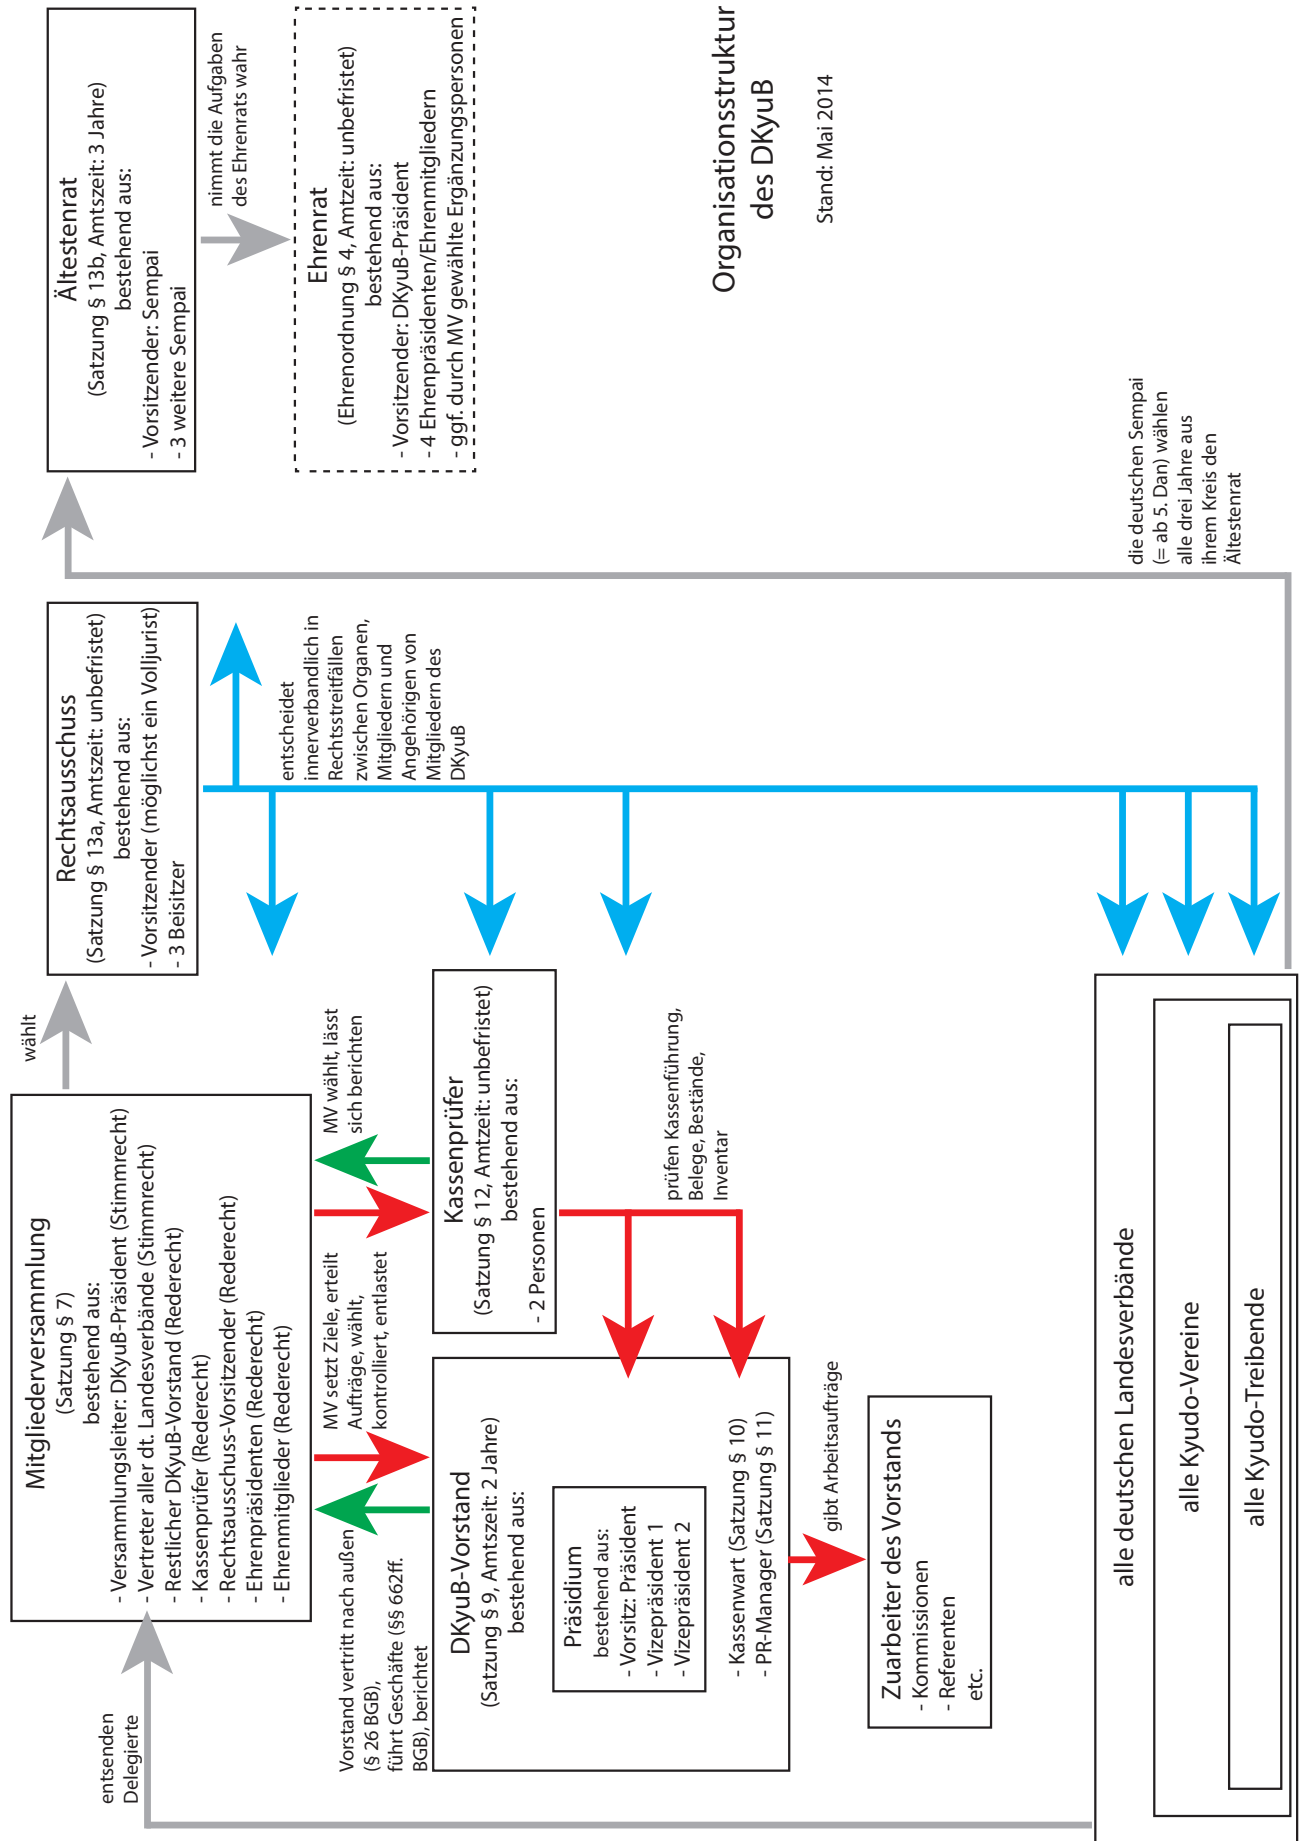 Mitgliederversammlung
(Satzung § 7)
bestehend aus:
- Versammlungsleiter: DKyuB-Präsident (Stimmrecht)
- Vertreter aller dt. Landesverbände (Stimmrecht)
- Restlicher DKyuB-Vorstand (Rederecht)
- Kassenprüfer (Rederecht)
- Rechtsausschuss-Vorsitzender (Rederecht)
- Ehrenpräsidenten (Rederecht)
- Ehrenmitglieder (Rederecht)
wählt
Rechtsausschuss
(Satzung § 13a, Amtszeit: unbefristet)
bestehend aus:
- Vorsitzender (möglichst ein Volljurist)
- 3 Beisitzer
Ältestenrat
(Satzung § 13b, Amtszeit: 3 Jahre)
bestehend aus:
- Vorsitzender: Sempai
- 3 weitere Sempai
nimmt die Aufgaben
des Ehrenrats wahr
Ehrenrat
(Ehrenordnung § 4, Amtzeit: unbefristet)
bestehend aus:
- Vorsitzender: DKyuB-Präsident
- 4 Ehrenpräsidenten/Ehrenmitgliedern
- ggf. durch MV gewählte Ergänzungspersonen
entsenden
Delegierte
Vorstand vertritt nach außen
(§ 26 BGB),
führt Geschäfte (§§ 662ff.
BGB), berichtet
MV setzt Ziele, erteilt
Aufträge, wählt,
kontrolliert, entlastet
MV wählt, lässt
sich berichten
entscheidet
innerverbandlich in
Rechtsstreitfällen
zwischen Organen,
Mitgliedern und
Angehörigen von
Mitgliedern des
DKyuB
DKyuB-Vorstand
(Satzung § 9, Amtszeit: 2 Jahre)
bestehend aus:
Präsidium
bestehend aus:
- Vorsitz: Präsident
- Vizepräsident 1
- Vizepräsident 2
- Kassenwart (Satzung § 10)
- PR-Manager (Satzung § 11)
Kassenprüfer
(Satzung § 12, Amtzeit: unbefristet)
bestehend aus:
- 2 Personen
prüfen Kassenführung,
Belege, Bestände,
Inventar
gibt Arbeitsaufträge
Zuarbeiter des Vorstands
- Kommissionen
- Referenten
etc.
Organisationsstruktur
des DKyuB
Stand: Mai 2014
die deutschen Sempai
(= ab 5. Dan) wählen
alle drei Jahre aus
ihrem Kreis den
Ältestenrat
alle deutschen Landesverbände
alle Kyudo-Vereine
alle Kyudo-Treibende